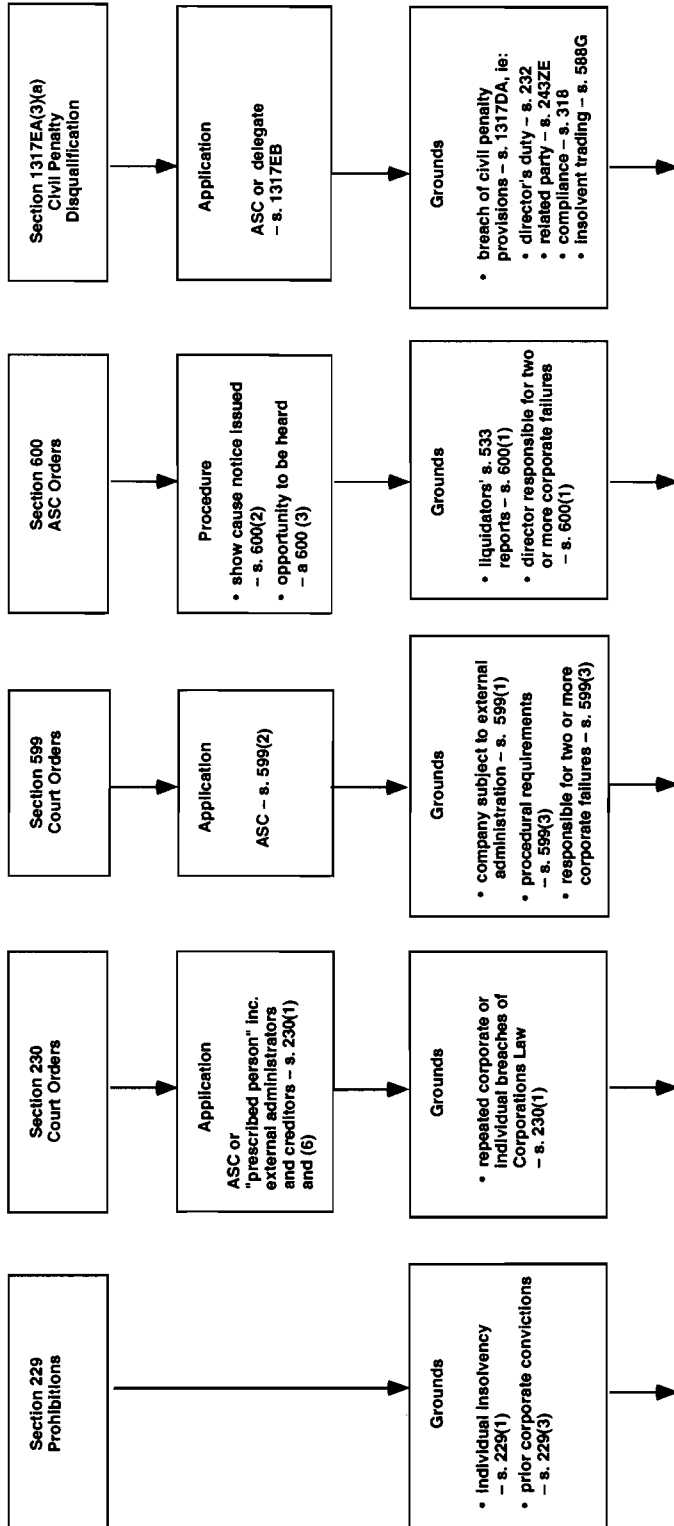 Section 229
Prohibitions
Grounds
• Individual Insolvency
– s. 229(1)
• prior corporate convictions
– s. 229(3)
Section 230
Court Orders
Application
ASC or
"prescribed person" inc.
external administrators
and creditors – s. 230(1)
and (6)
Grounds
• repeated corporate or
individual breaches of
Corporations Law
– s. 230(1)
Section 599
Court Orders
Application
ASC – s. 599(2)
Grounds
• company subject to external
administration – s. 599(1)
• procedural requirements
– s. 599(3)
• responsible for two or more
corporate failures – s. 599(3)
Section 600
ASC Orders
Procedure
• show cause notice issued
– s. 600(2)
• opportunity to be heard
– a 600 (3)
Grounds
• liquidators' s. 533
reports – s. 600(1)
• director responsible for two
or more corporate failures
– s. 600(1)
Section 1317EA(3)(a)
Civil Penalty
Disqualification
Application
ASC or delegate
– s. 1317EB
Grounds
• breach of civil penalty
provisions – s. 1317DA, ie:
• director's duty – s. 232
• related party – s. 243ZE
• compliance – s. 318
• insolvent trading – s. 588G